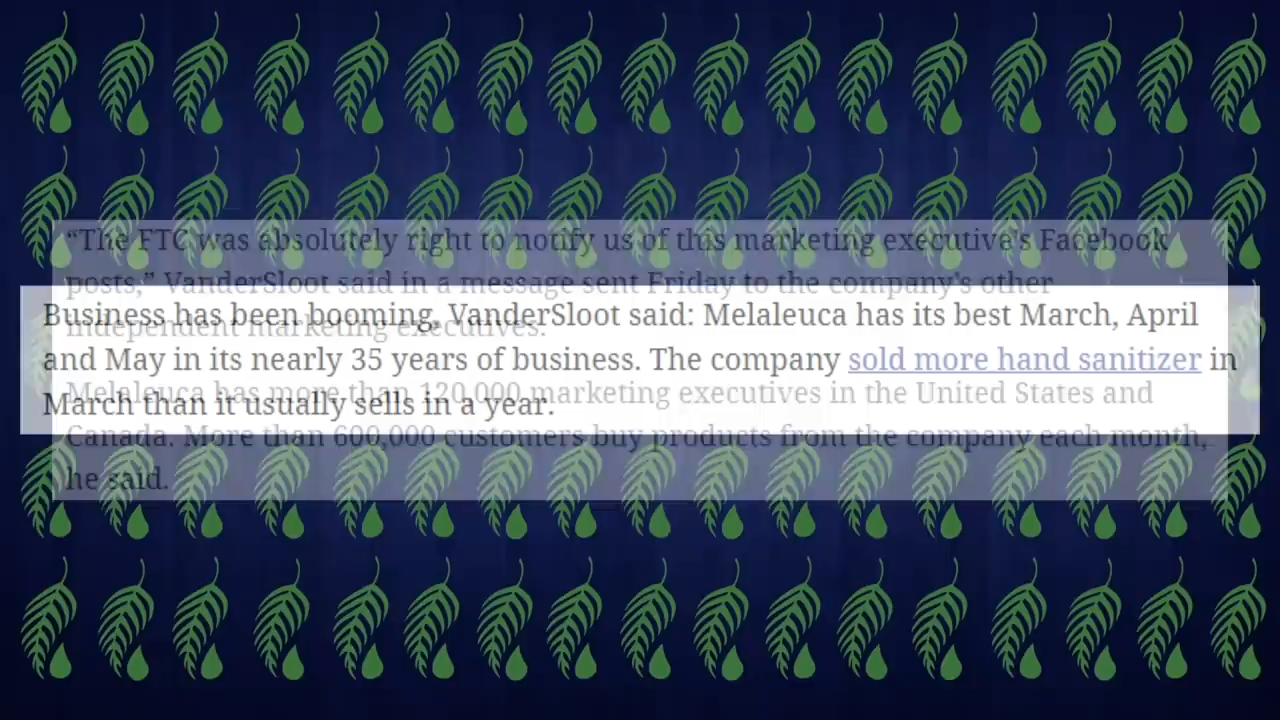 “The FTC was absolutely right to notify us of this marketing executive’s Facebook
posts,” VanderSloot said in a message sent Friday to the company’s other
independent marketing executives.
Business has been booming, VanderSloot said: Melaleuca has its best March, April
and May in its nearly 35 years of business. The company sold more hand sanitizer in
March than it usually sells in a year.
Melaleuca has more than 120,000 marketing executives in the United States and
Canada. More than 600,000 customers buy products from the company each month,
he said.